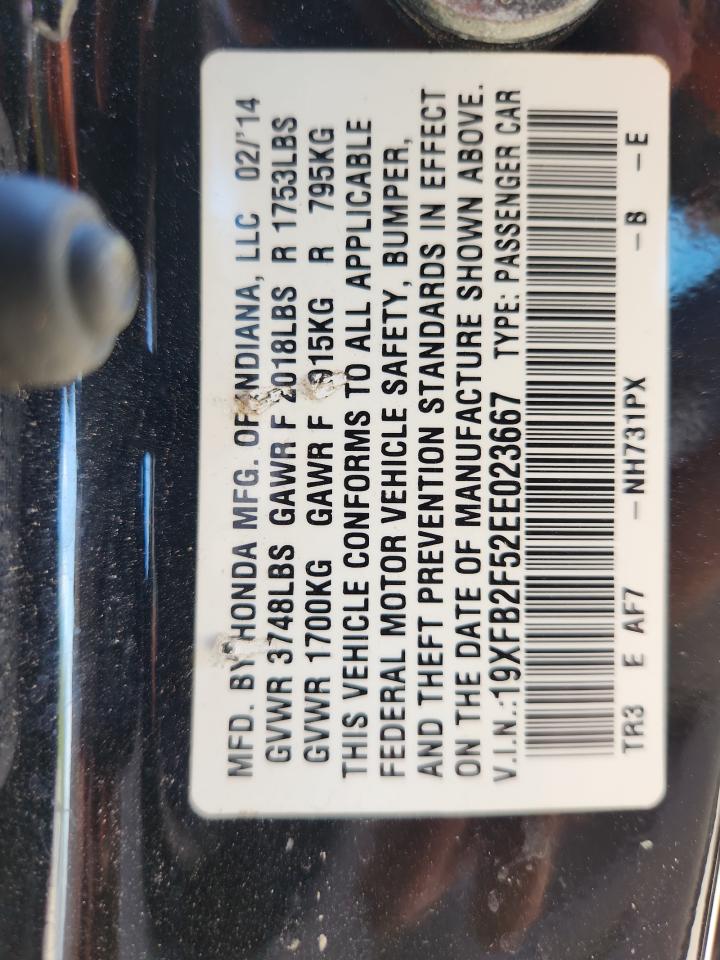 MFD. BY HONDA MFG. OF INDIANA, LLC 02/'14
GVWR 3748LBS GAWR F 2018LBS R 1753LBS
GVWR 1700KG GAWR F 915KG R 795KG
THIS VEHICLE CONFORMS TO ALL APPLICABLE
FEDERAL MOTOR VEHICLE SAFETY, BUMPER,
AND THEFT PREVENTION STANDARDS IN EFFECT
ON THE DATE OF MANUFACTURE SHOWN ABOVE.
V.I.N.:19XFB2F52EE023667 TYPE: PASSENGER CAR
TR3 E AF7 -NH731PX -B -E